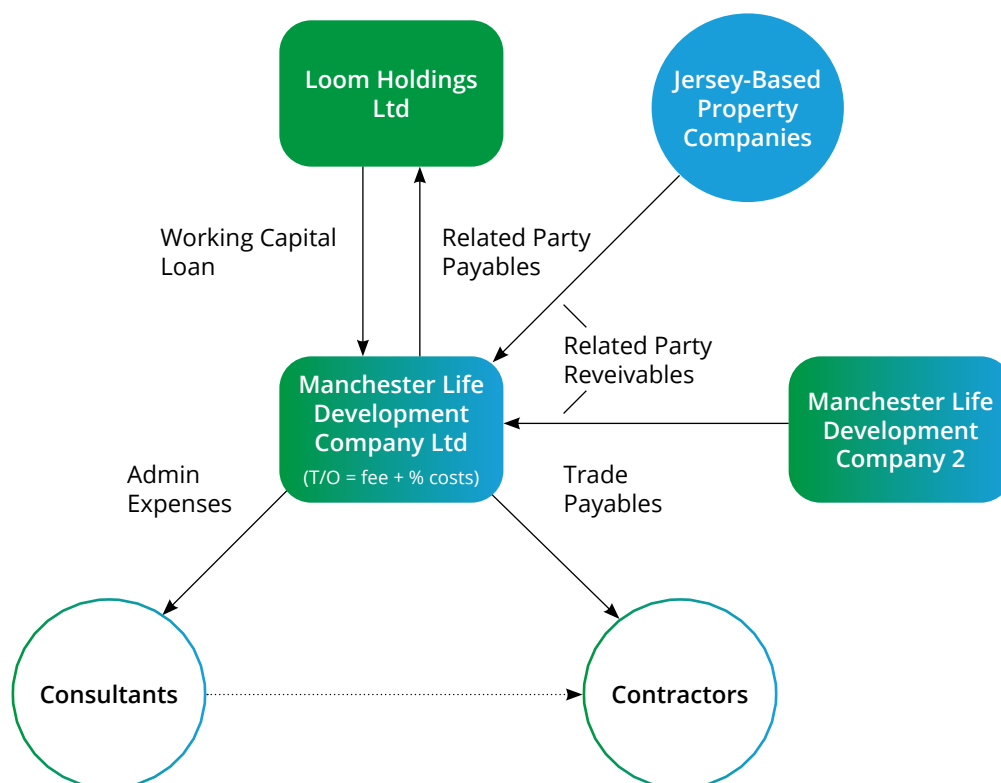 Loom Holdings
Ltd
Jersey-Based
Property
Companies
Working Capital
Loan
Related Party
Payables
Related Party
Reveivables
Manchester Life
Development
Company Ltd
(T/O = fee + % costs)
Manchester Life
Development
Company 2
Admin
Expenses
Trade
Payables
Consultants
Contractors